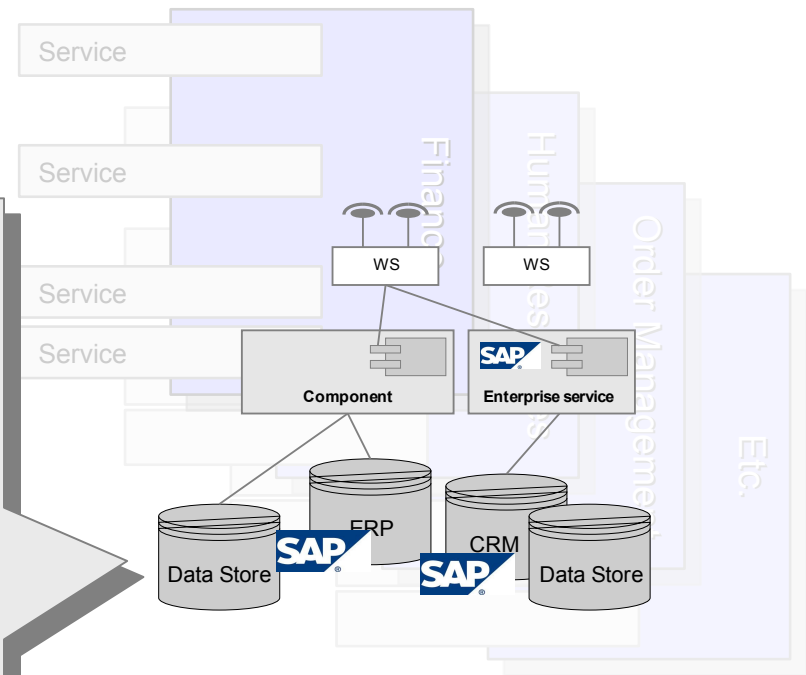 Service
Service
Service
Service
Finance
Order Management
Etc.
WS
WS
Component
SAP
Enterprise service
ERP
CRM
SAP
SAP
Data Store
Data Store